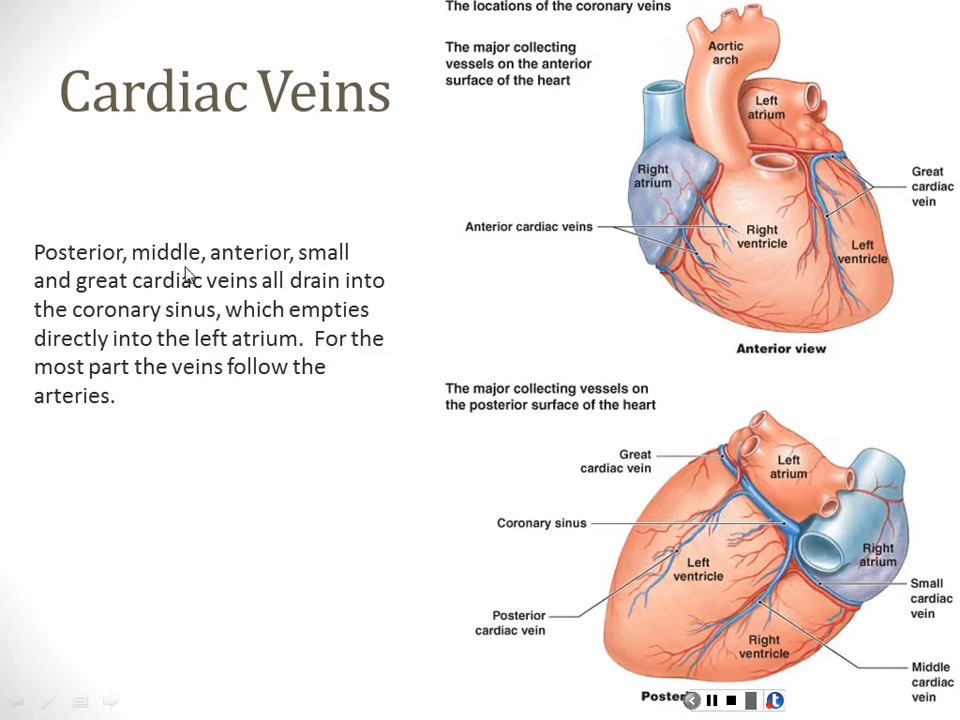 Cardiac Veins
Posterior, middle, anterior, small
and great cardiac veins all drain into
the coronary sinus, which empties
directly into the left atrium.  For the
most part the veins follow the
arteries.
The locations of the coronary veins
The major collecting
vessels on the anterior
surface of the heart
Aortic
arch
Left
atrium
Right
atrium
Great
cardiac
vein
Anterior cardiac veins
Right
ventricle
Left
ventricle
Anterior view
The major collecting vessels on
the posterior surface of the heart
Great
cardiac vein
Left
atrium
Coronary sinus
Right
atrium
Left
ventricle
Small
cardiac
vein
Posterior
cardiac vein
Right
ventricle
Middle
cardiac
vein